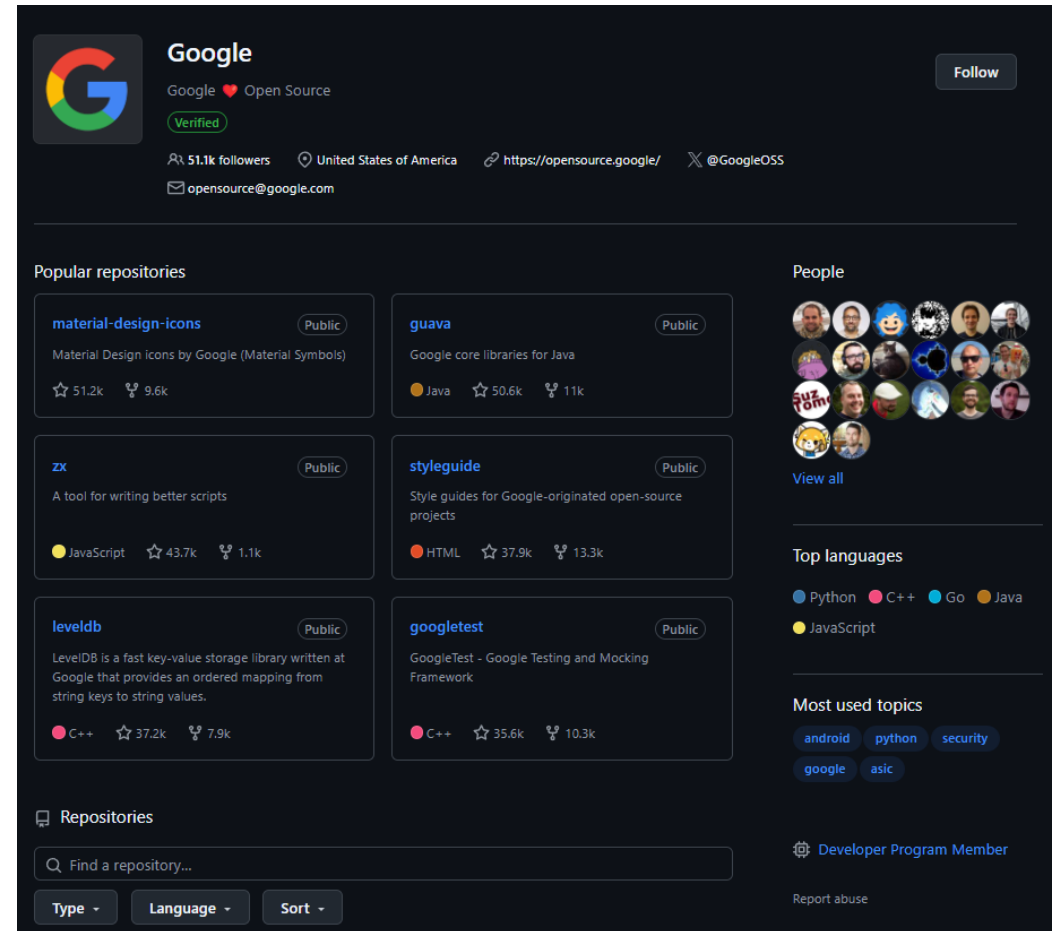 Google
Follow
Google ❤️ Open Source
Verified
51.1k followers United States of America https://opensource.google/ @GoogleOSS
opensource@google.com
Popular repositories
material-design-icons Public
Material Design icons by Google (Material Symbols)
51.2k 9.6k
guava Public
Google core libraries for Java
Java 50.6k 11k
zx Public
A tool for writing better scripts
JavaScript 43.7k 1.1k
styleguide Public
Style guides for Google-originated open-source
projects
HTML 37.9k 13.3k
leveldb Public
LevelDB is a fast key-value storage library written at
Google that provides an ordered mapping from
string keys to string values.
C++ 37.2k 7.9k
googletest Public
GoogleTest - Google Testing and Mocking
Framework
C++ 35.6k 10.3k
Repositories
Find a repository...
Type Language Sort
People
View all
Top languages
Python C++ Go Java
JavaScript
Most used topics
android python security
google asic
Developer Program Member
Report abuse